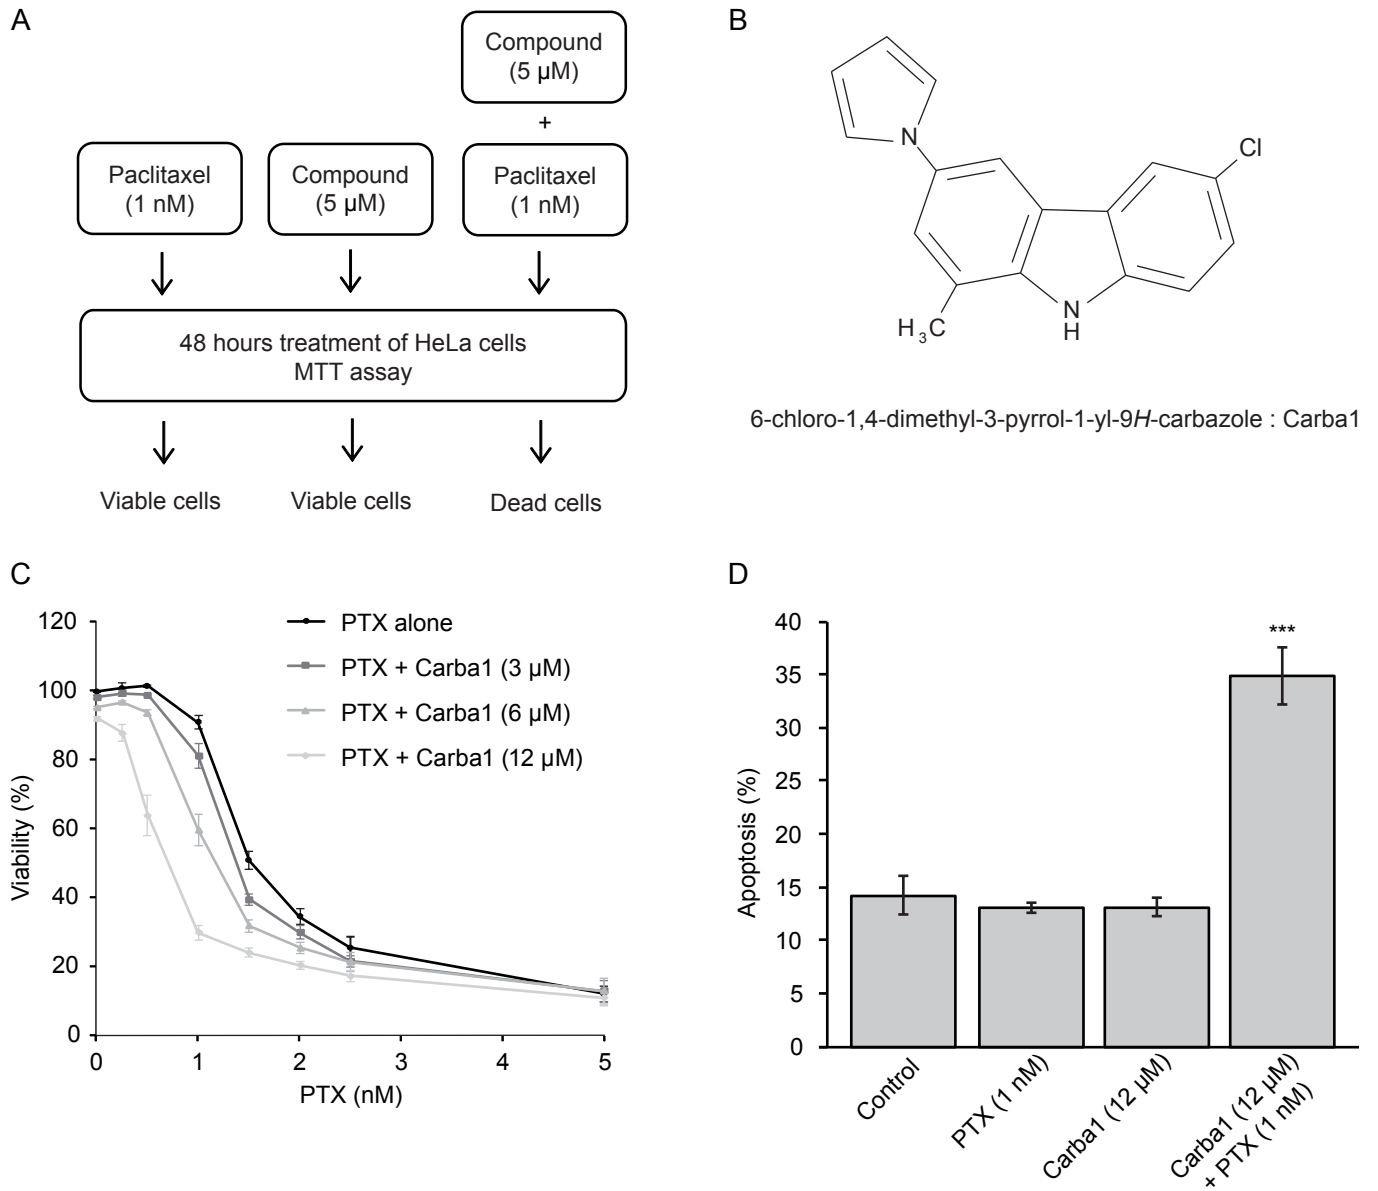 A
Compound
(5 µM)
+
Paclitaxel
(1 nM)
Compound
(5 µM)
Paclitaxel
(1 nM)
48 hours treatment of HeLa cells
MTT assay
Viable cells
Viable cells
Dead cells
B
N
Cl
H3C
N
H
6-chloro-1,4-dimethyl-3-pyrrol-1-yl-9H-carbazole : Carba1
C
120
100
80
60
40
20
0
Viability (%)
0 1 2 3 4 5
PTX (nM)
PTX alone
PTX + Carba1 (3 µM)
PTX + Carba1 (6 µM)
PTX + Carba1 (12 µM)
D
40
35
30
25
20
15
10
5
0
Apoptosis (%)
***
Control
PTX (1 nM)
Carba1 (12 µM)
Carba1 (12 µM)
+ PTX (1 nM)